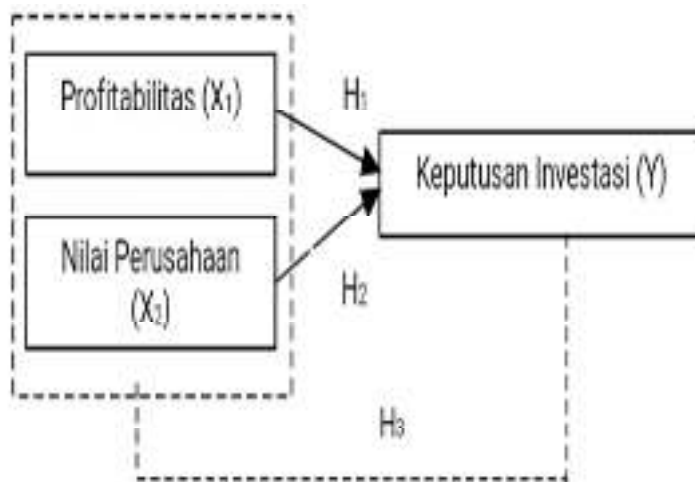 Profitabilitas (X₁)
H₁
Keputusan Investasi (Y)
Nilai Perusahaan
(X₂)
H₂
H₃